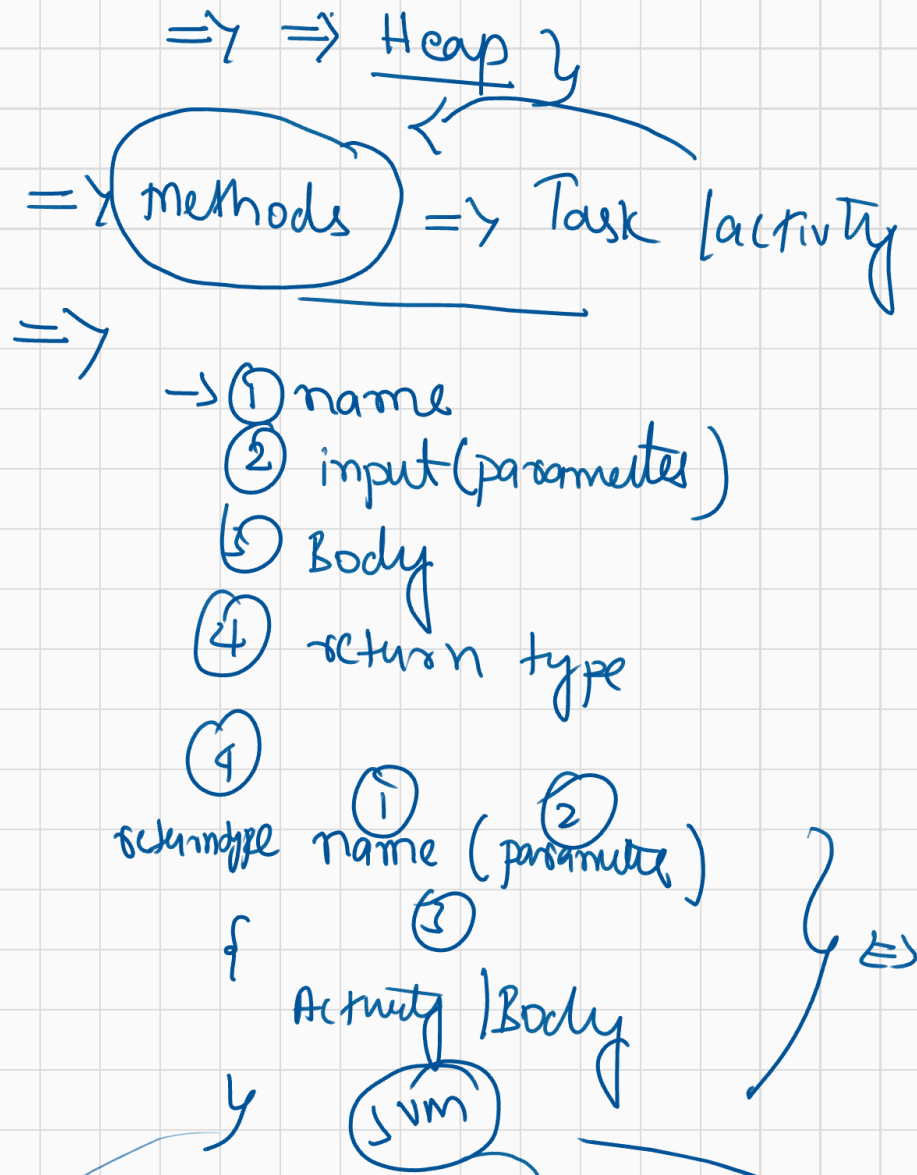 => => Heap }
=> methods => Task /activity
=>
-> ① name
② input (parameters)
③ Body
④ return type
④ ① ②
returntype name (parameter) } <=>
{ ③
Activity /Body
}
JVM